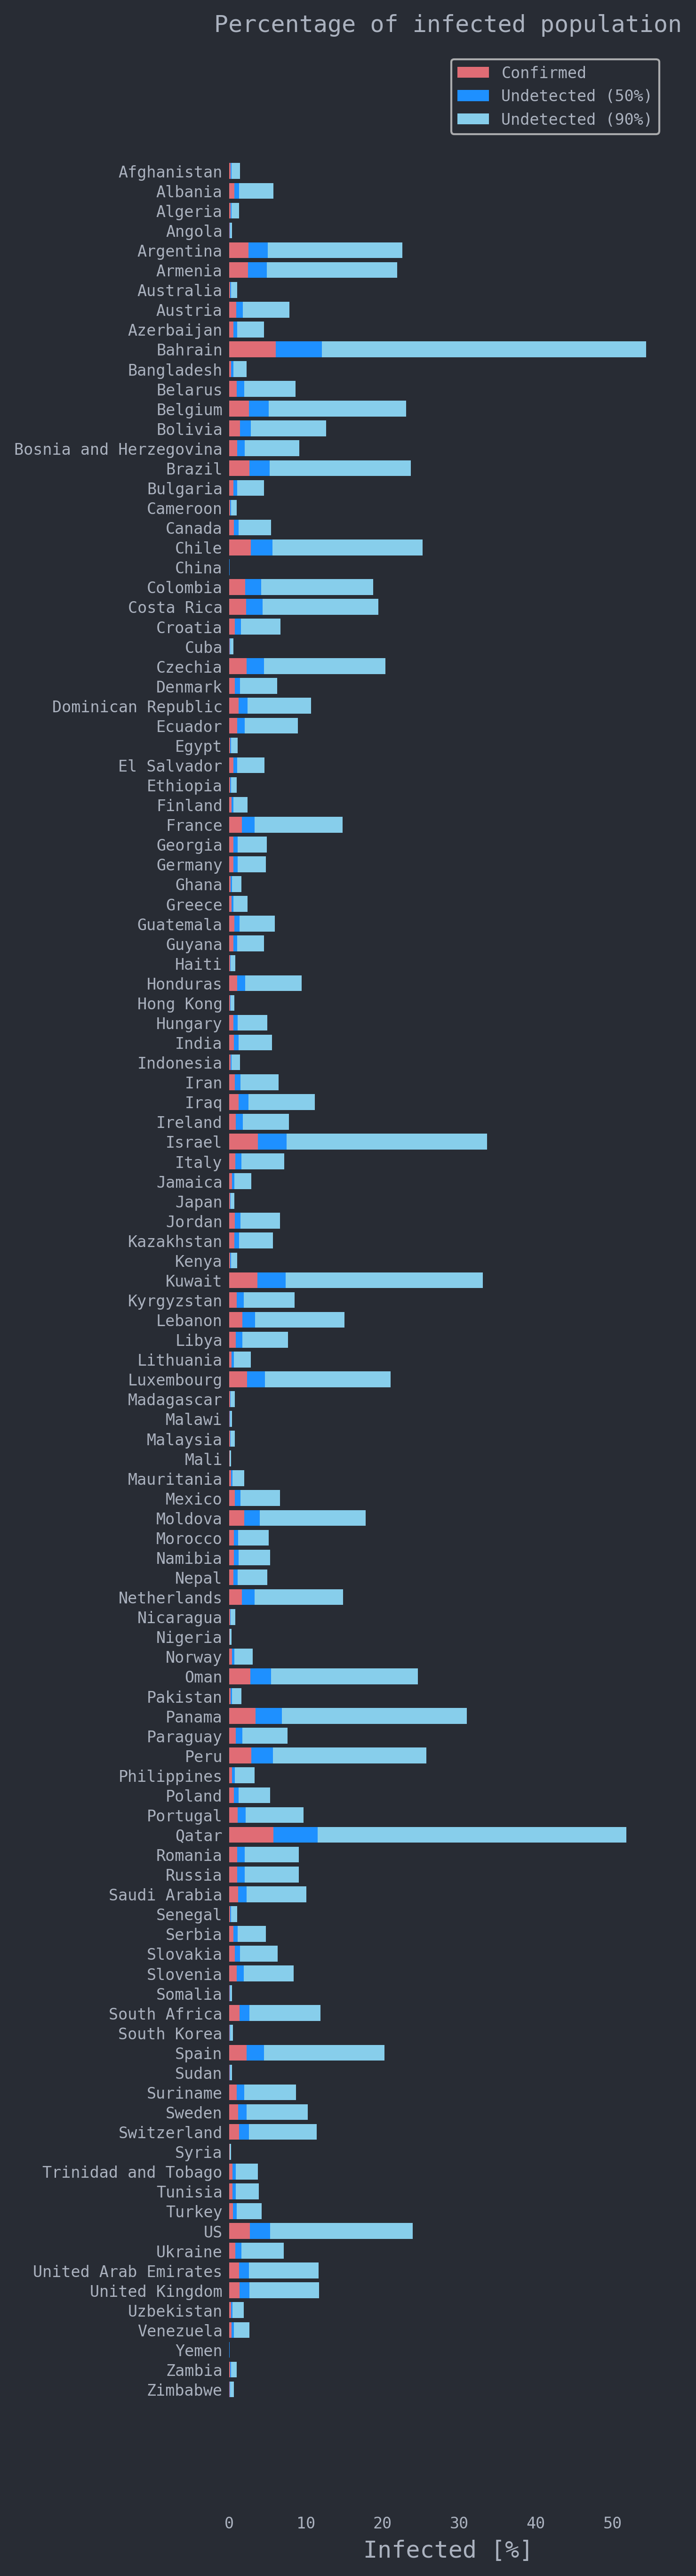 Percentage of infected population
Confirmed
Undetected (50%)
Undetected (90%)
Afghanistan
Albania
Algeria
Angola
Argentina
Armenia
Australia
Austria
Azerbaijan
Bahrain
Bangladesh
Belarus
Belgium
Bolivia
Bosnia and Herzegovina
Brazil
Bulgaria
Cameroon
Canada
Chile
China
Colombia
Costa Rica
Croatia
Cuba
Czechia
Denmark
Dominican Republic
Ecuador
Egypt
El Salvador
Ethiopia
Finland
France
Georgia
Germany
Ghana
Greece
Guatemala
Guyana
Haiti
Honduras
Hong Kong
Hungary
India
Indonesia
Iran
Iraq
Ireland
Israel
Italy
Jamaica
Japan
Jordan
Kazakhstan
Kenya
Kuwait
Kyrgyzstan
Lebanon
Libya
Lithuania
Luxembourg
Madagascar
Malawi
Malaysia
Mali
Mauritania
Mexico
Moldova
Morocco
Namibia
Nepal
Netherlands
Nicaragua
Nigeria
Norway
Oman
Pakistan
Panama
Paraguay
Peru
Philippines
Poland
Portugal
Qatar
Romania
Russia
Saudi Arabia
Senegal
Serbia
Slovakia
Slovenia
Somalia
South Africa
South Korea
Spain
Sudan
Suriname
Sweden
Switzerland
Syria
Trinidad and Tobago
Tunisia
Turkey
US
Ukraine
United Arab Emirates
United Kingdom
Uzbekistan
Venezuela
Yemen
Zambia
Zimbabwe
0 10 20 30 40 50
Infected [%]